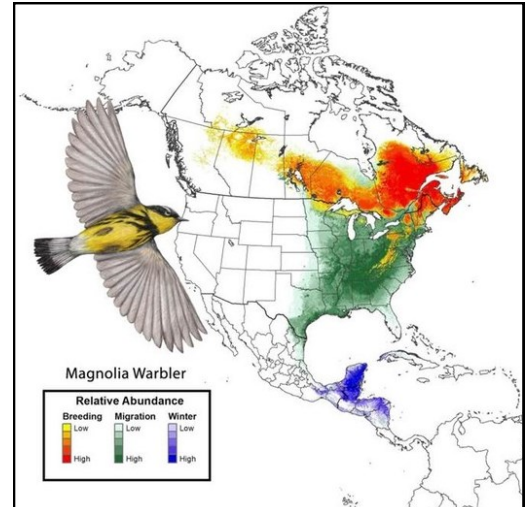 Magnolia Warbler
Relative Abundance
Breeding Migration Winter
Low Low Low
High High High